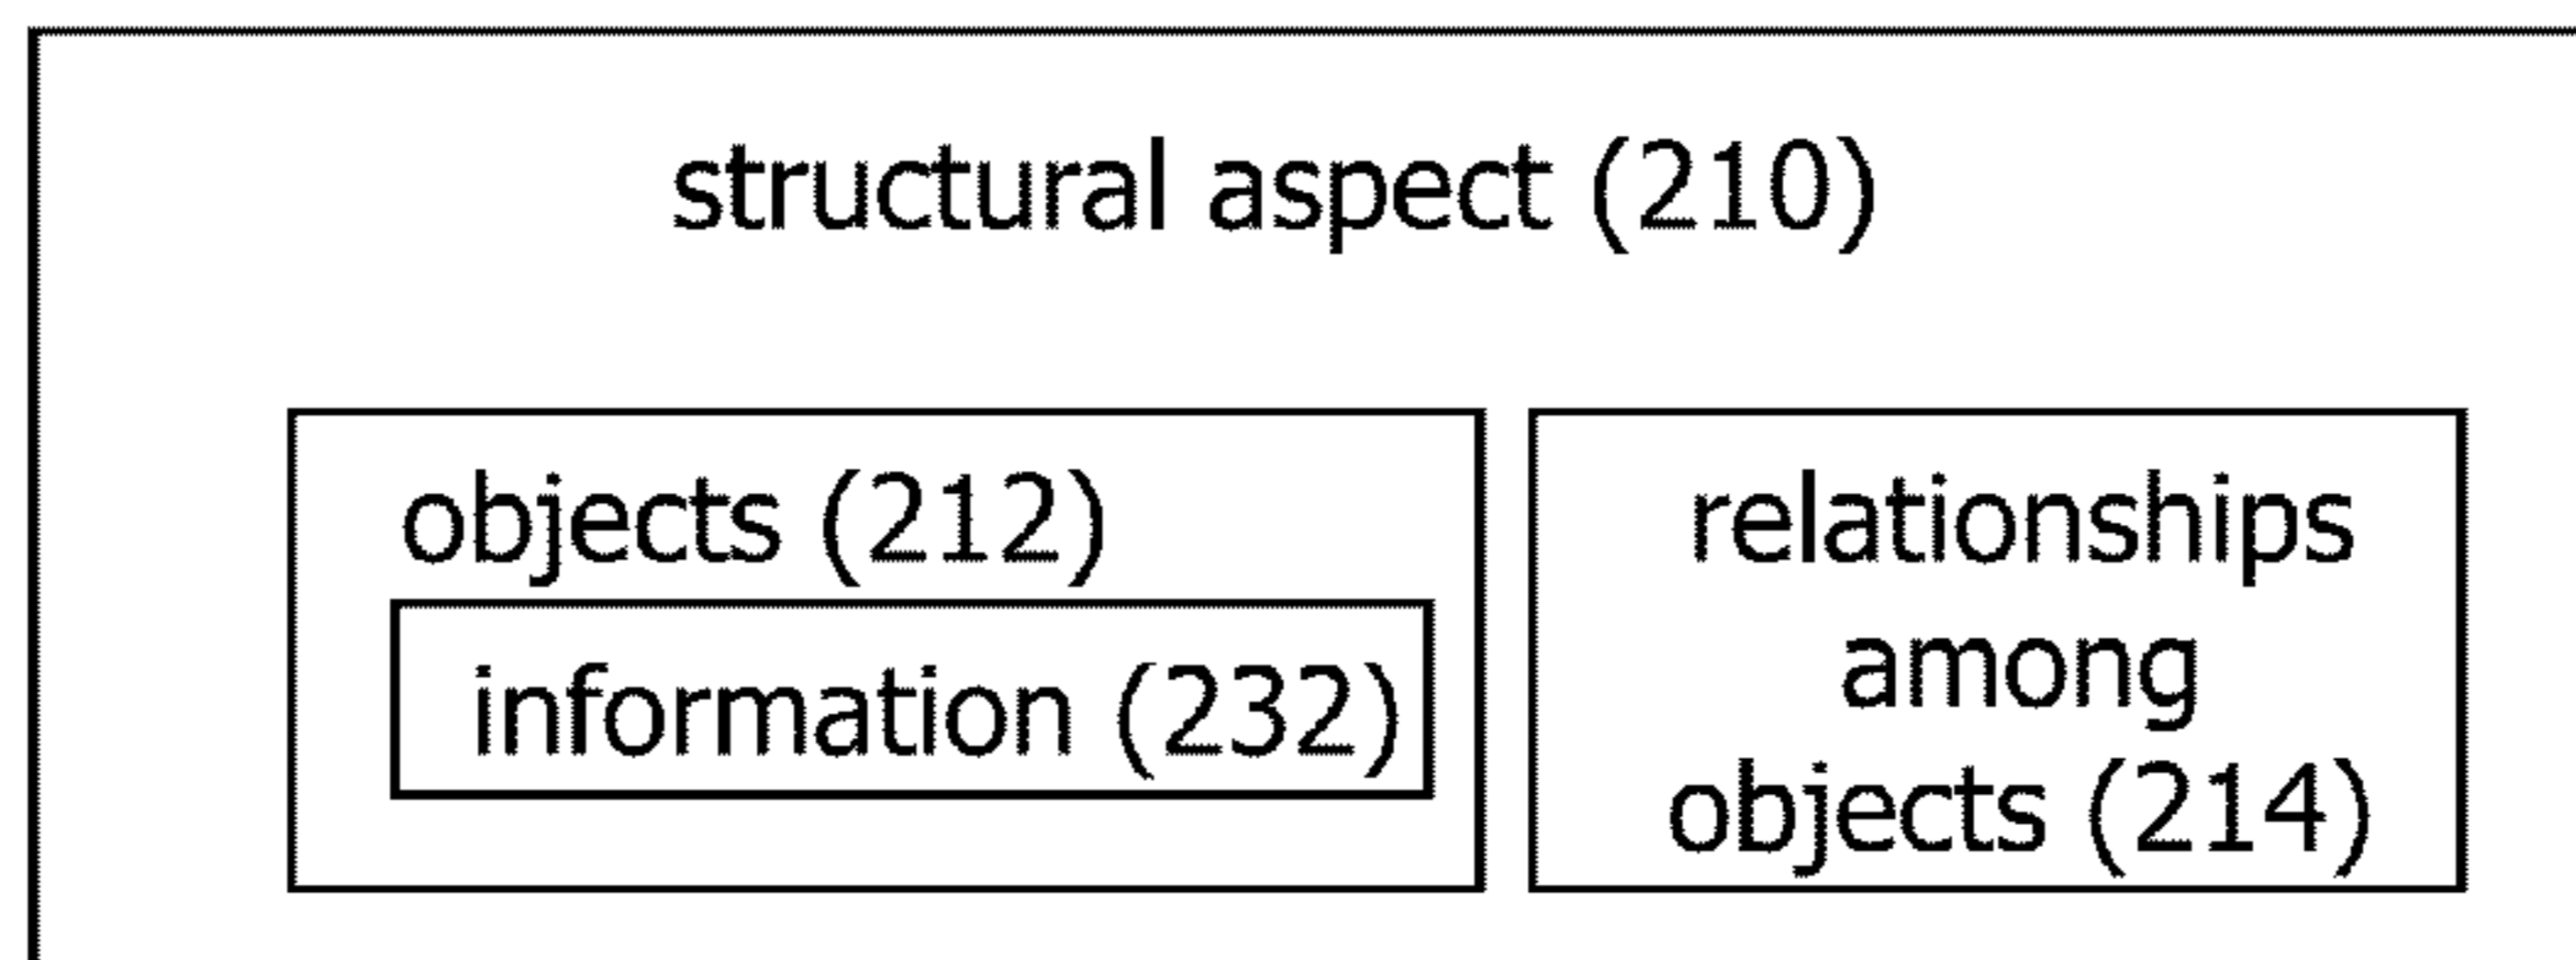 structural aspect (210)
objects (212)
information (232)
relationships
among
objects (214)